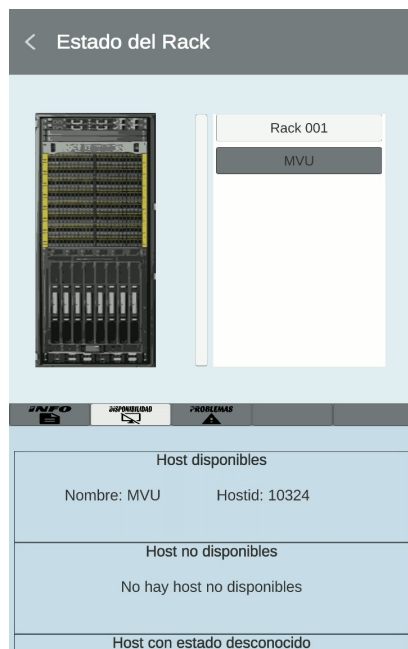 Estado del Rack
Rack 001
MVU
INFO
DISPONIBILIDAD
PROBLEMAS
Host disponibles
Nombre: MVU Hostid: 10324
Host no disponibles
No hay host no disponibles
Host con estado desconocido